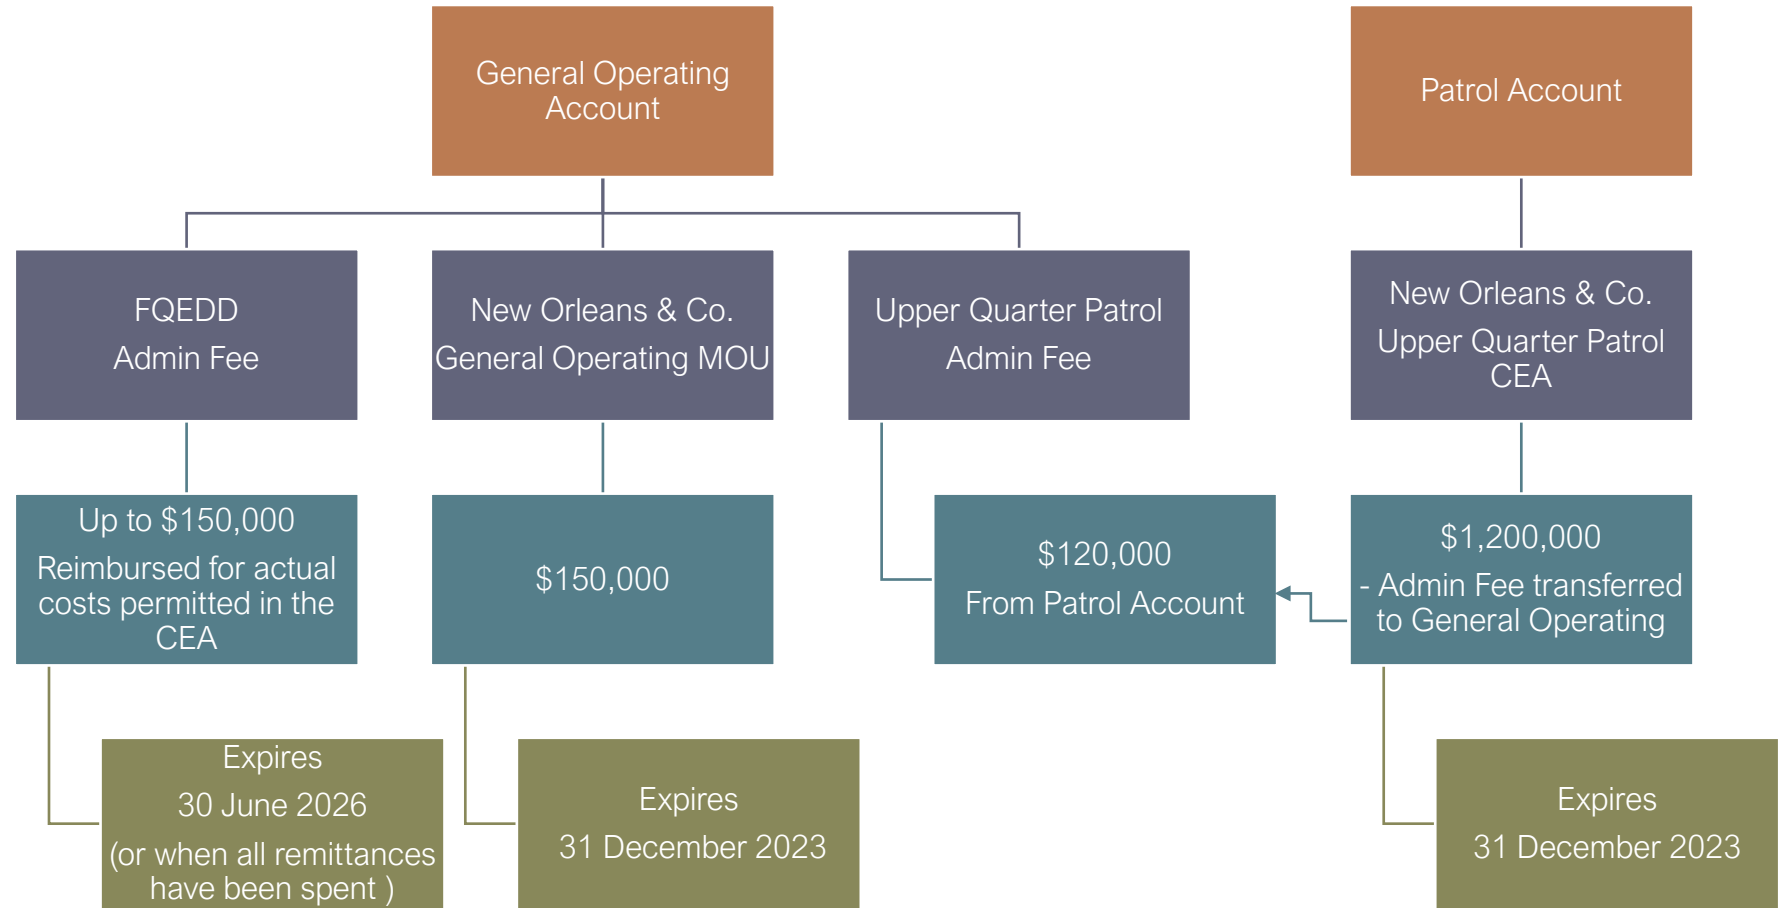 General Operating
Account
Patrol Account
FQEDD
Admin Fee
New Orleans & Co.
General Operating MOU
Upper Quarter Patrol
Admin Fee
New Orleans & Co.
Upper Quarter Patrol
CEA
Up to $150,000
Reimbursed for actual
costs permitted in the
CEA
$150,000
$120,000
From Patrol Account
$1,200,000
- Admin Fee transferred
to General Operating
Expires
30 June 2026
(or when all remittances
have been spent )
Expires
31 December 2023
Expires
31 December 2023